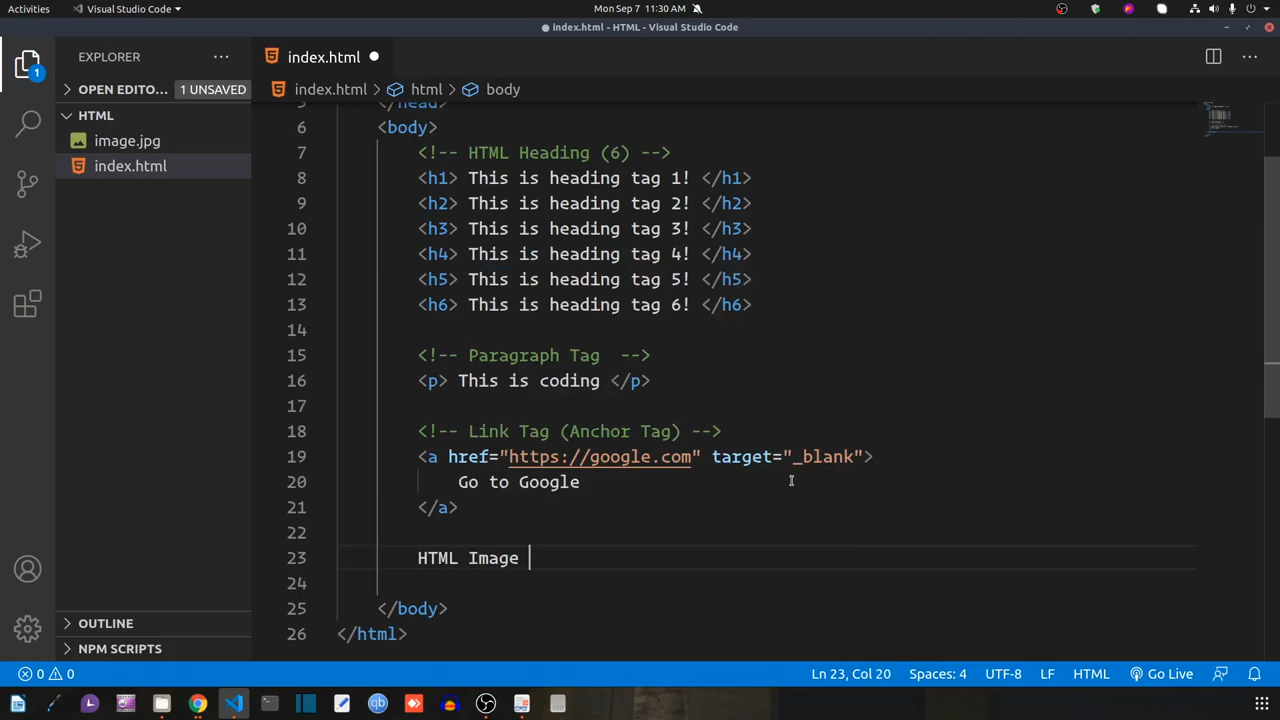 Activities
Visual Studio Code
Mon Sep 7 11:30 AM
index.html - HTML - Visual Studio Code
1
EXPLORER
index.html
OPEN EDITO... 1 UNSAVED
index.html > html > body
HTML
image.jpg
index.html
OUTLINE
NPM SCRIPTS
5 </head>
6 <body>
7 <!-- HTML Heading (6) -->
8 <h1> This is heading tag 1! </h1>
9 <h2> This is heading tag 2! </h2>
10 <h3> This is heading tag 3! </h3>
11 <h4> This is heading tag 4! </h4>
12 <h5> This is heading tag 5! </h5>
13 <h6> This is heading tag 6! </h6>
14
15 <!-- Paragraph Tag  -->
16 <p> This is coding </p>
17
18 <!-- Link Tag (Anchor Tag) -->
19 <a href="https://google.com" target="_blank">
20 Go to Google
21 </a>
22
23 HTML Image
24
25 </body>
26 </html>
0 0
Ln 23, Col 20
Spaces: 4
UTF-8
LF
HTML
Go Live
qb